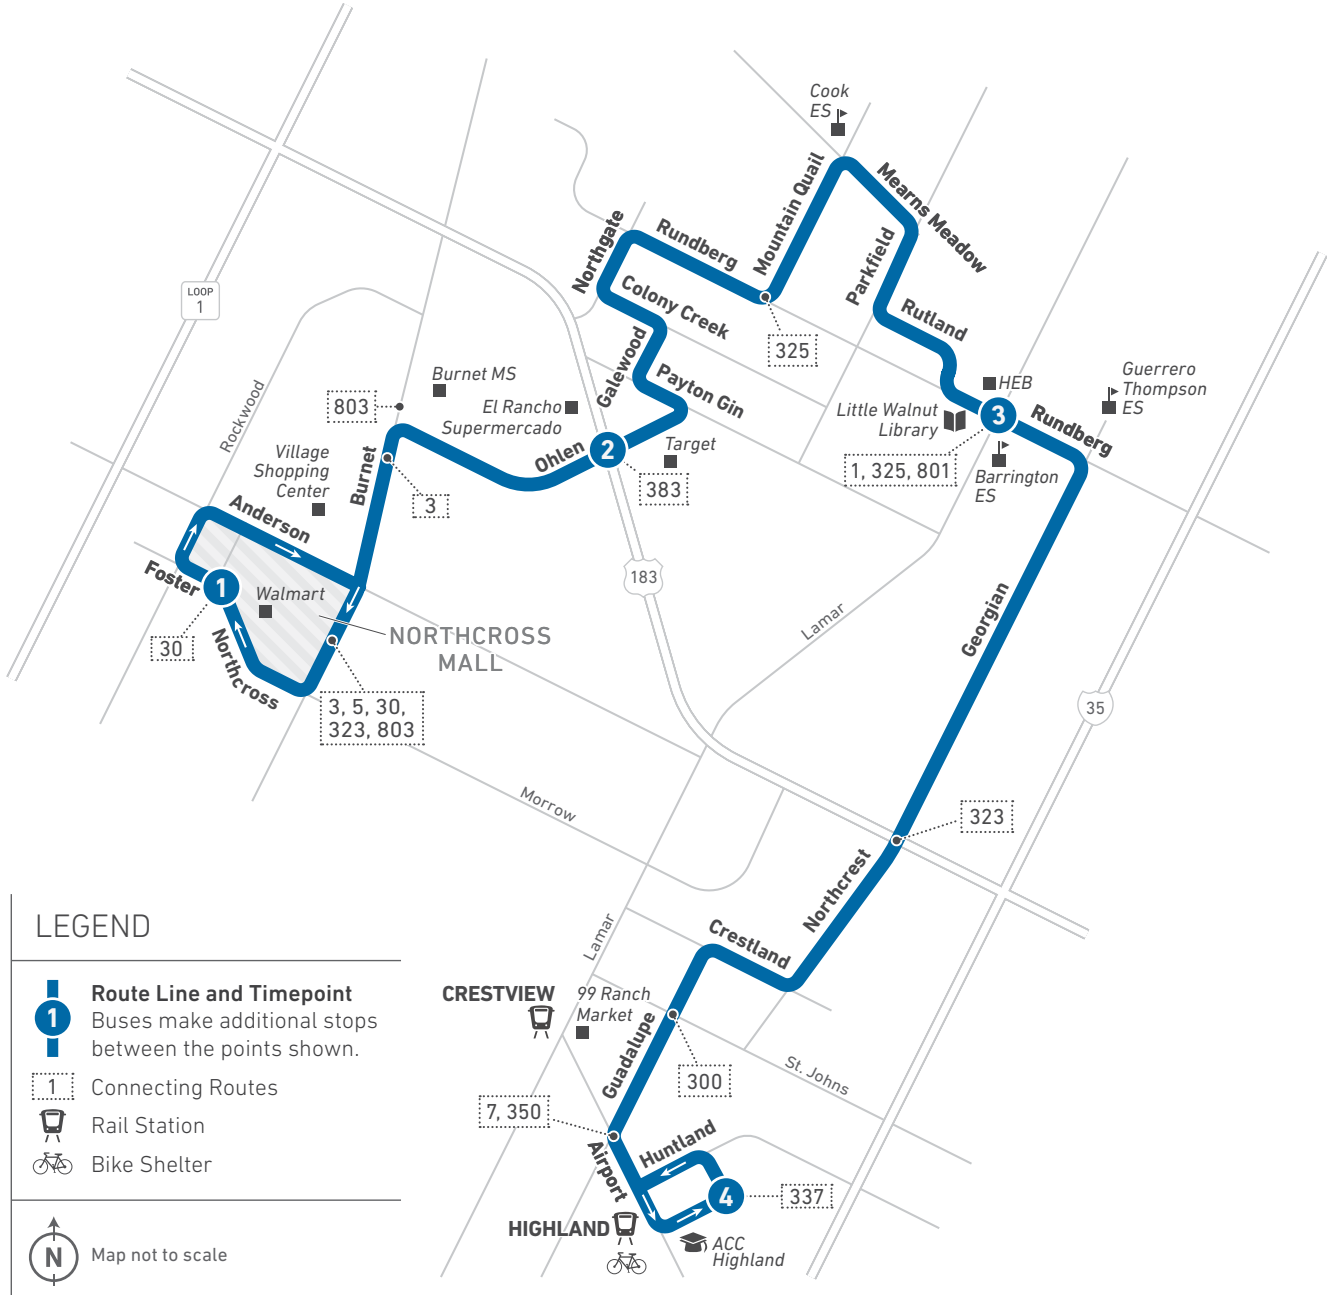 Cook
ES
Mountain Quail
Mearns Meadow
Northgate
Rundberg
Parkfield
Colony Creek
Rutland
LOOP
1
325
Galewood
Payton Gin
Burnet MS
HEB
Guerrero
Thompson
ES
803
El Rancho
Supermercado
Little Walnut
Library
3
Rundberg
Rockwood
Village
Shopping
Center
Burnet
Ohlen
2
Target
1, 325, 801
Barrington
ES
383
3
Anderson
Foster
1
Walmart
183
Georgian
Lamar
30
NORTHCROSS
MALL
Northcross
3, 5, 30,
323, 803
35
Morrow
323
Northcrest
LEGEND
Lamar
Crestland
1
Route Line and Timepoint
Buses make additional stops
between the points shown.
CRESTVIEW
99 Ranch
Market
Guadalupe
St. Johns
1
Connecting Routes
300
7, 350
Rail Station
Huntland
Airport
Bike Shelter
4
337
HIGHLAND
ACC
Highland
N
Map not to scale